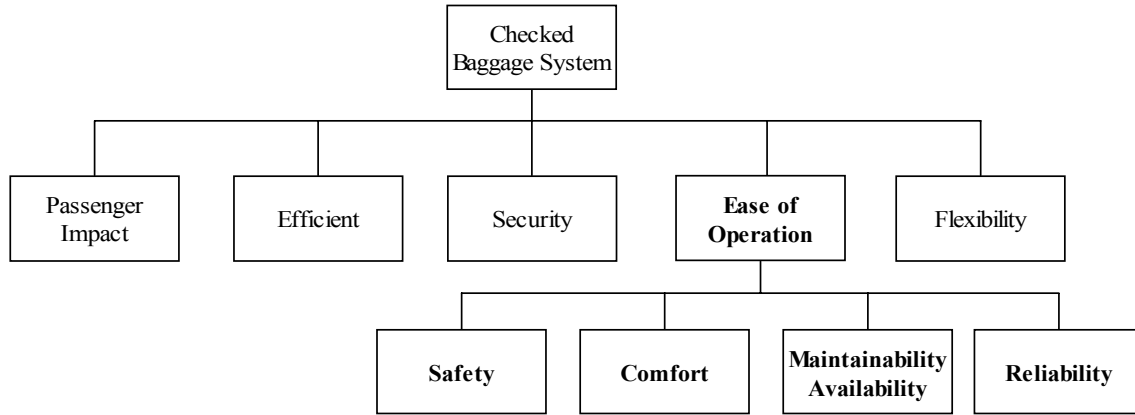 Checked
Baggage System
Passenger
Impact
Efficient
Security
Ease of
Operation
Flexibility
Safety
Comfort
Maintainability
Availability
Reliability